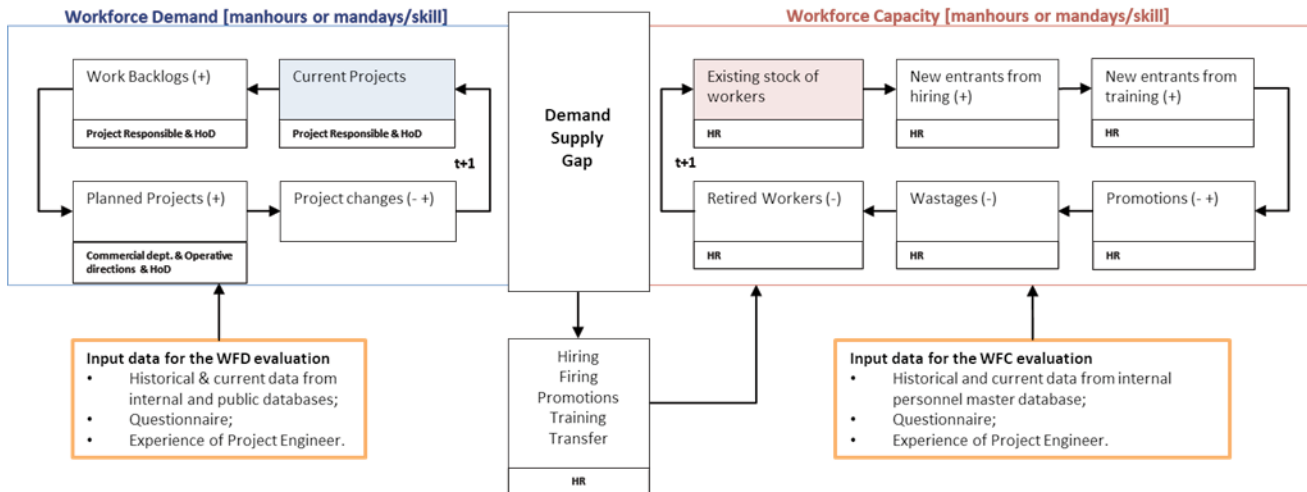 Workforce Demand [manhours or mandays/skill]
Work Backlogs (+)
Project Responsible & HoD
Current Projects
Project Responsible & HoD
t+1
Planned Projects (+)
Commercial dept. & Operative
directions & HoD
Project changes (- +)
Demand
Supply
Gap
Workforce Capacity [manhours or mandays/skill]
Existing stock of
workers
HR
New entrants from
hiring (+)
HR
New entrants from
training (+)
HR
t+1
Retired Workers (-)
HR
Wastages (-)
HR
Promotions (- +)
HR
Input data for the WFD evaluation
• Historical & current data from
internal and public databases;
• Questionnaire;
• Experience of Project Engineer.
Hiring
Firing
Promotions
Training
Transfer
HR
Input data for the WFC evaluation
• Historical and current data from internal
personnel master database;
• Questionnaire;
• Experience of Project Engineer.